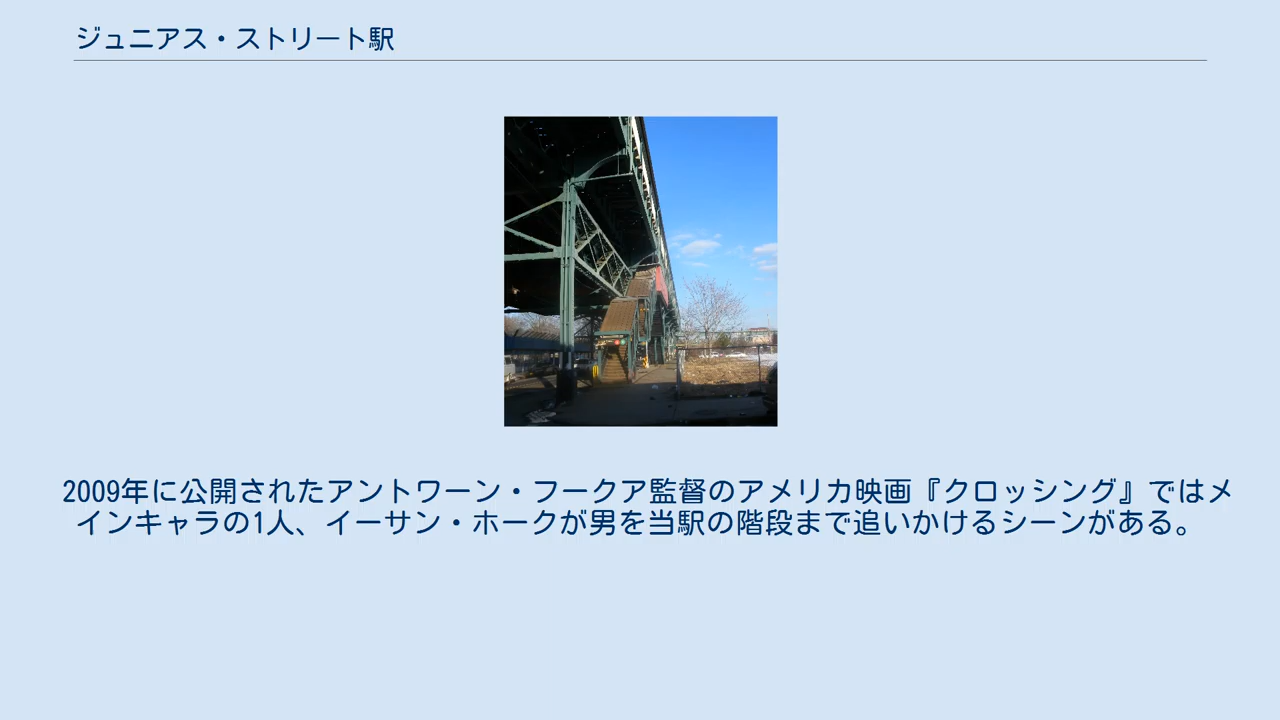 ジュニアス・ストリート駅
2009年に公開されたアントワーン・フークア監督のアメリカ映画『クロッシング』ではメ
インキャラの1人、イーサン・ホークが男を当駅の階段まで追いかけるシーンがある。